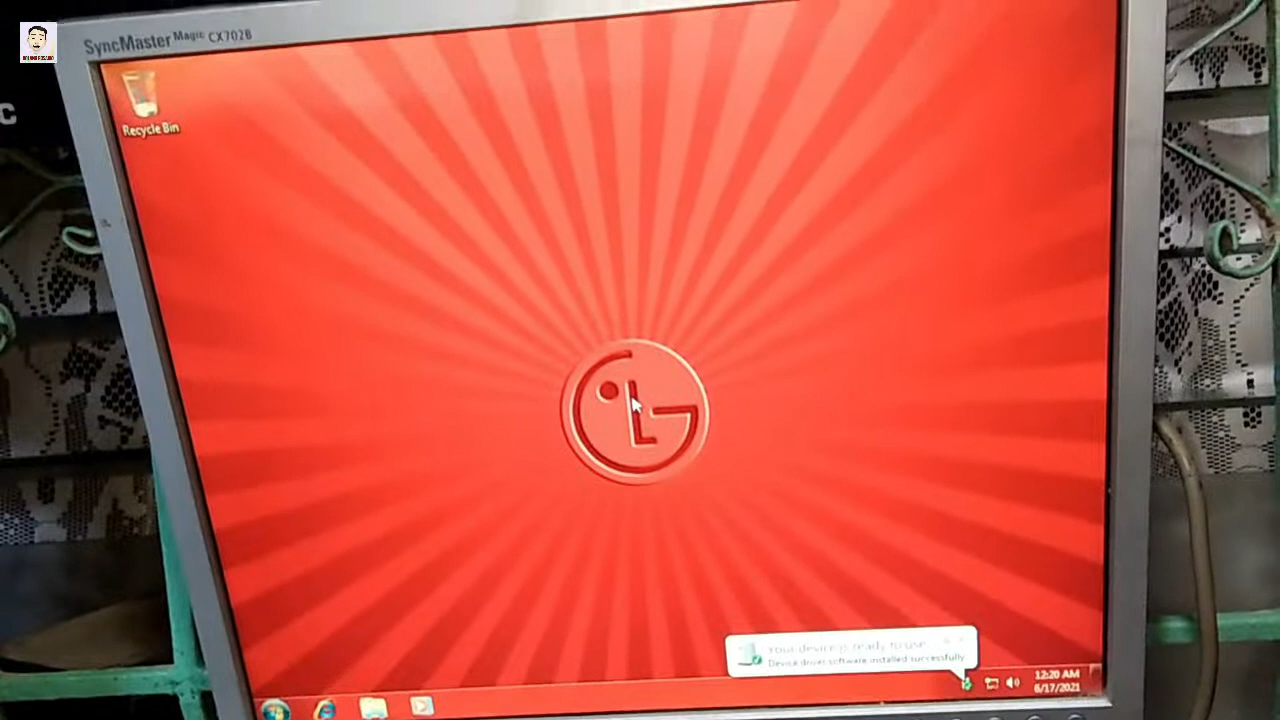 SyncMaster Magic CX702B
C
Recycle Bin
LG
Your device is ready to use
Device driver software installed successfully.
12:20 AM
6/17/2021